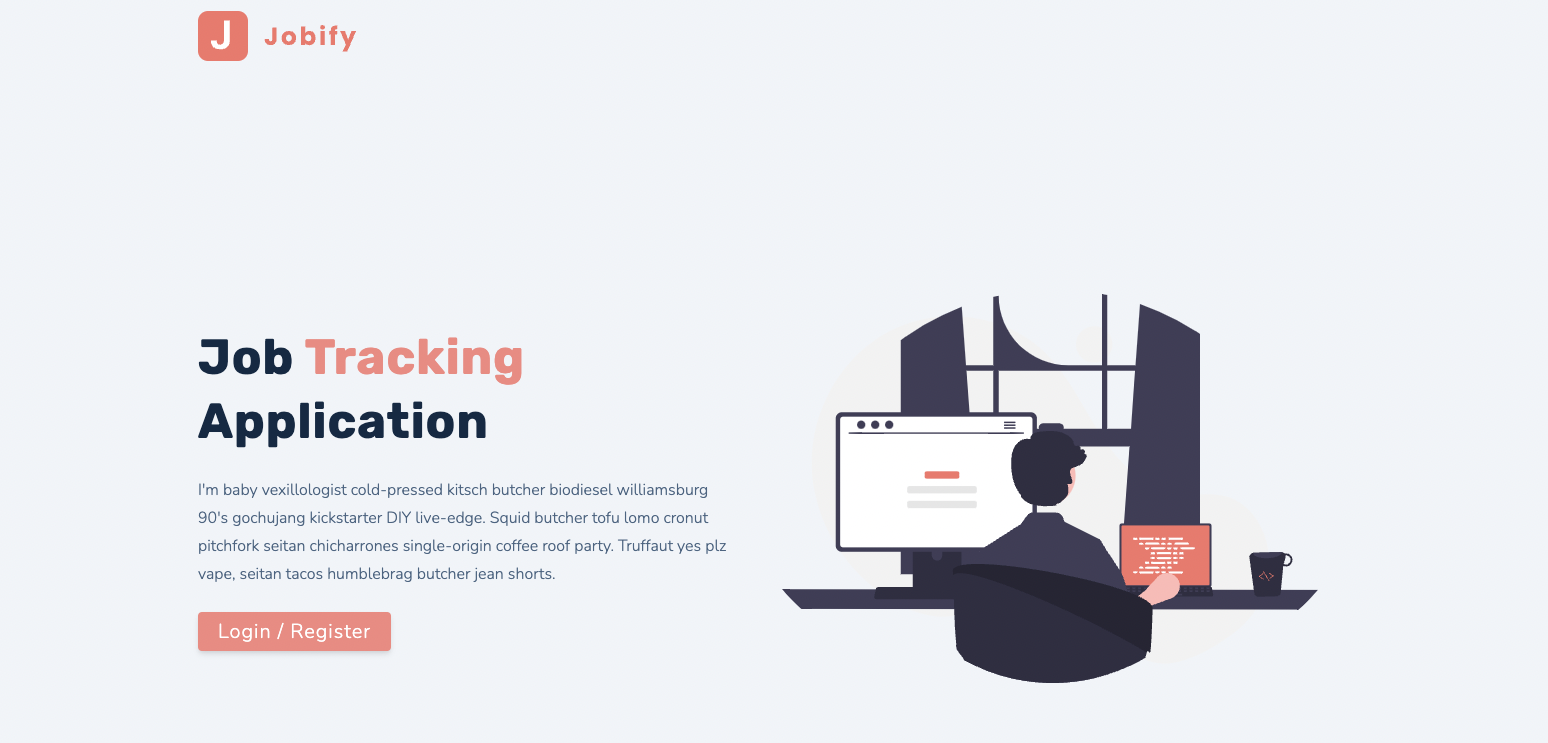 J Jobify
Job Tracking
Application
I'm baby vexillologist cold-pressed kitsch butcher biodiesel williamsburg
90's gochujang kickstarter DIY live-edge. Squid butcher tofu lomo cronut
pitchfork seitan chicharrones single-origin coffee roof party. Truffaut yes plz
vape, seitan tacos humblebrag butcher jean shorts.
Login / Register
<\>